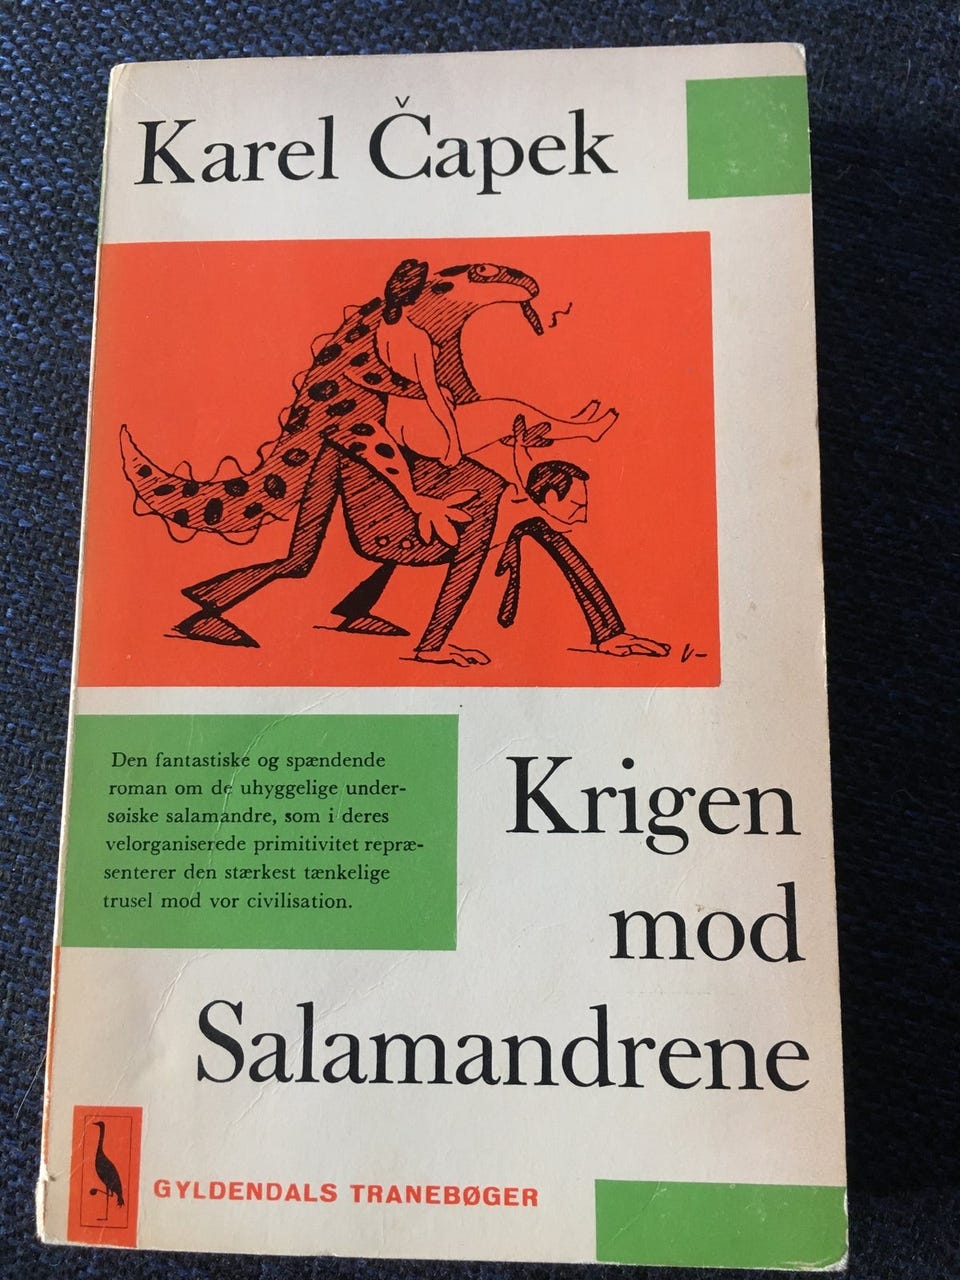 Karel Čapek
V-
Den fantastiske og spændende
roman om de uhyggelige under-
søiske salamandre, som i deres
velorganiserede primitivitet repræ-
senterer den stærkest tænkelige
trusel mod vor civilisation.
Krigen
mod
Salamandrene
GYLDENDALS TRANEBØGER